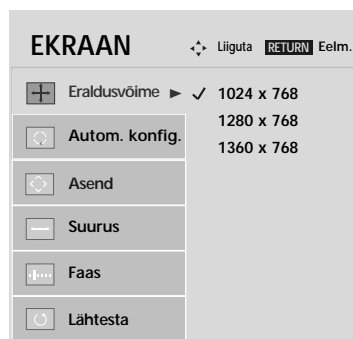 EKRAAN Liiguta RETURN Eelm.
Eraldusvõime ► ✓ 1024 x 768
1280 x 768
Autom. konfig.
1360 x 768
Asend
Suurus
Faas
Lähtesta